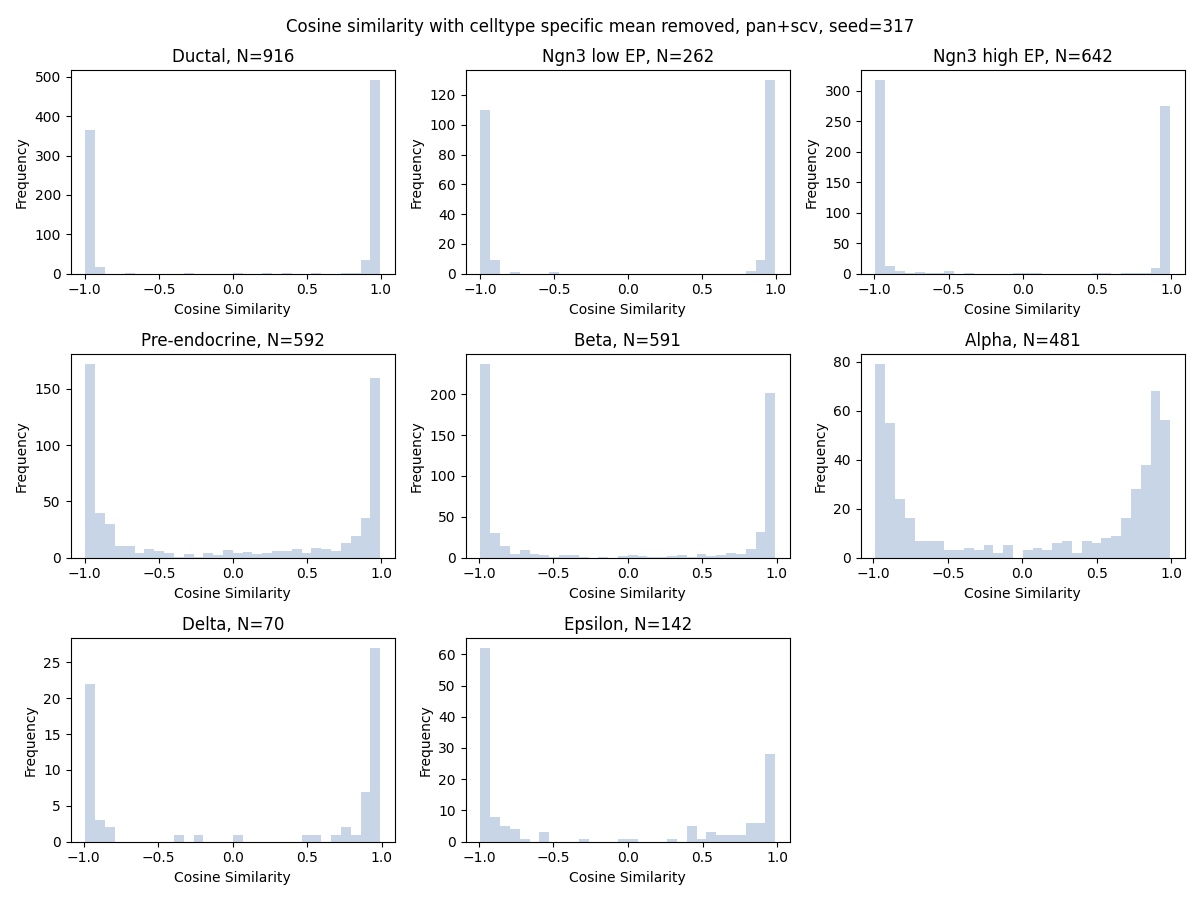 Cosine similarity with celltype specific mean removed, pan+scv, seed=317
Ductal, N=916
500
400
300
200
100
0
Frequency
−1.0 −0.5 0.0 0.5 1.0
Cosine Similarity
Ngn3 low EP, N=262
120
100
80
60
40
20
0
Frequency
−1.0 −0.5 0.0 0.5 1.0
Cosine Similarity
Ngn3 high EP, N=642
300
250
200
150
100
50
0
Frequency
−1.0 −0.5 0.0 0.5 1.0
Cosine Similarity
Pre-endocrine, N=592
150
100
50
0
Frequency
−1.0 −0.5 0.0 0.5 1.0
Cosine Similarity
Beta, N=591
200
150
100
50
0
Frequency
−1.0 −0.5 0.0 0.5 1.0
Cosine Similarity
Alpha, N=481
80
60
40
20
0
Frequency
−1.0 −0.5 0.0 0.5 1.0
Cosine Similarity
Delta, N=70
25
20
15
10
5
0
Frequency
−1.0 −0.5 0.0 0.5 1.0
Cosine Similarity
Epsilon, N=142
60
50
40
30
20
10
0
Frequency
−1.0 −0.5 0.0 0.5 1.0
Cosine Similarity